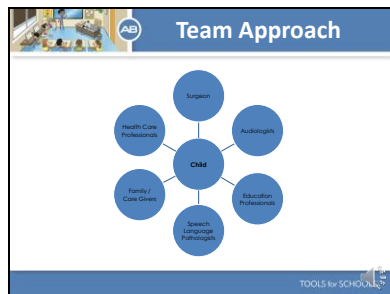 AB
Team Approach
Surgeon
Health Care
Professionals
Audiologists
Child
Family /
Care Givers
Education
Professionals
Speech
Language
Pathologists
TOOLS for SCHOOLS